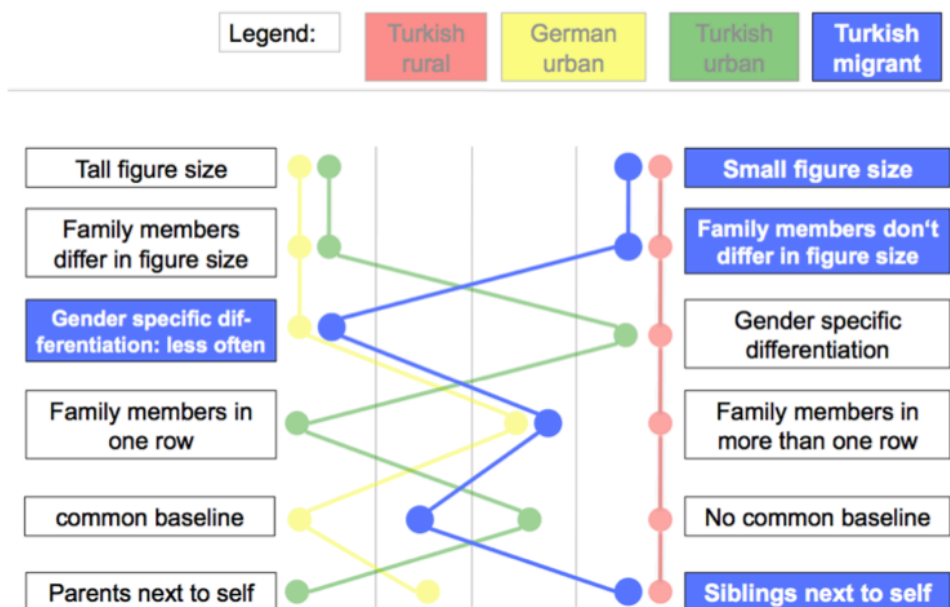 Legend:
Turkish
rural
German
urban
Turkish
urban
Turkish
migrant
Tall figure size
Small figure size
Family members
differ in figure size
Family members don‘t
differ in figure size
Gender specific dif-
ferentiation: less often
Gender specific
differentiation
Family members in
one row
Family members in
more than one row
common baseline
No common baseline
Parents next to self
Siblings next to self